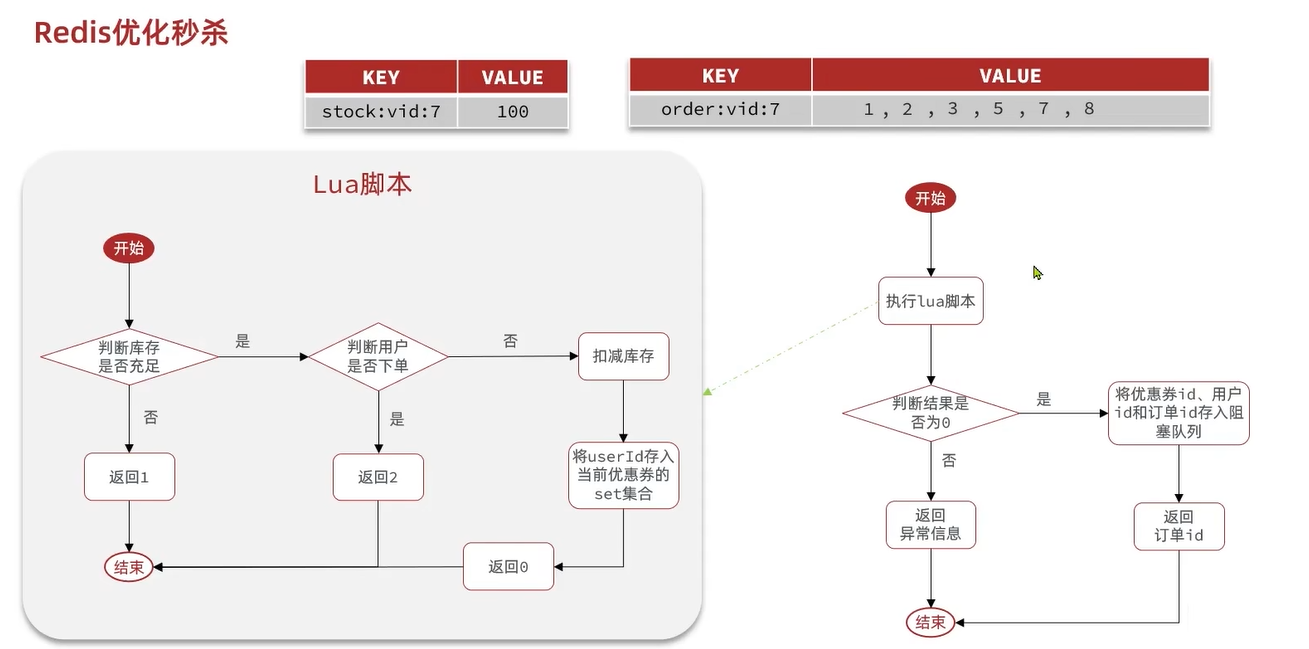 Redis优化秒杀
KEY VALUE
stock:vid:7 100
KEY VALUE
order:vid:7 1 , 2 , 3 , 5 , 7 , 8
Lua脚本
开始
判断库存
是否充足
是
否
返回1
结束
判断用户
是否下单
否
是
返回2
扣减库存
将userId存入
当前优惠券的
set集合
返回0
开始
执行lua脚本
判断结果是
否为0
是
否
返回
异常信息
将优惠券id、用户
id和订单id存入阻
塞队列
返回
订单id
结束